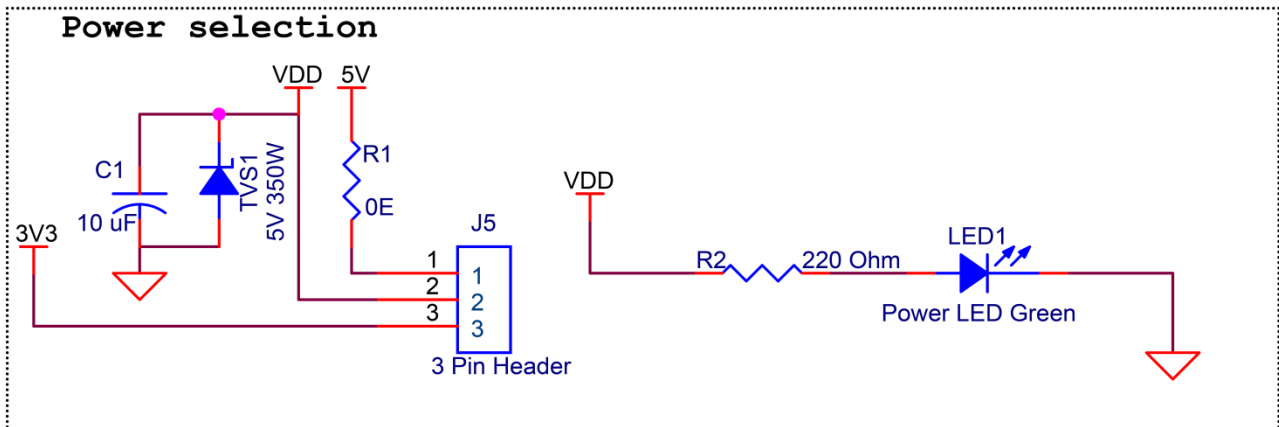 Power selection
VDD 5V
C1
TVS1
5V 350W
R1
VDD
10 uF
0E
3V3
J5
LED1
1 1
R2 220 Ohm
2 2
3 3
Power LED Green
3 Pin Header